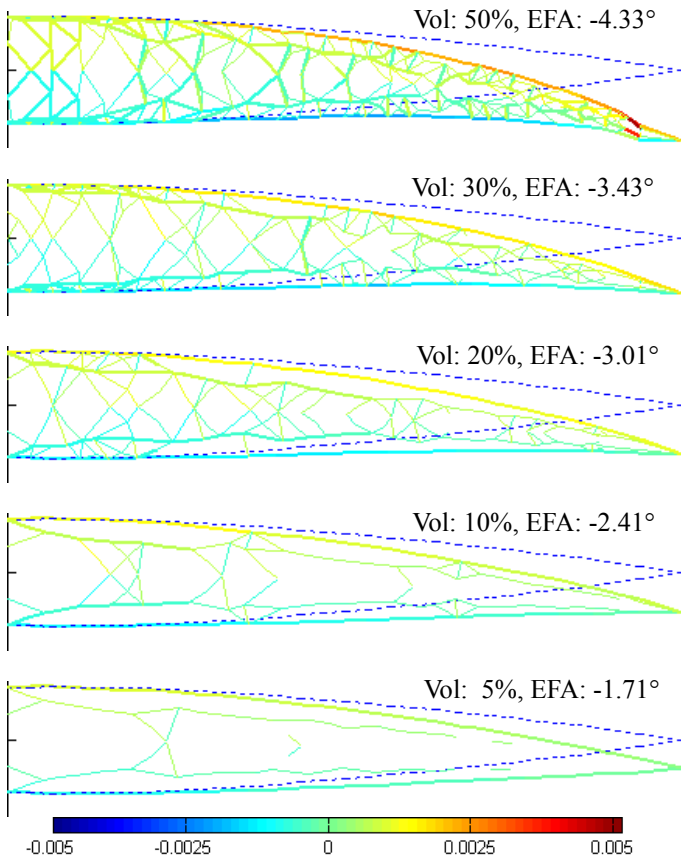 Vol: 50%, EFA: -4.33°
Vol: 30%, EFA: -3.43°
Vol: 20%, EFA: -3.01°
Vol: 10%, EFA: -2.41°
Vol: 5%, EFA: -1.71°
-0.005 -0.0025 0 0.0025 0.005